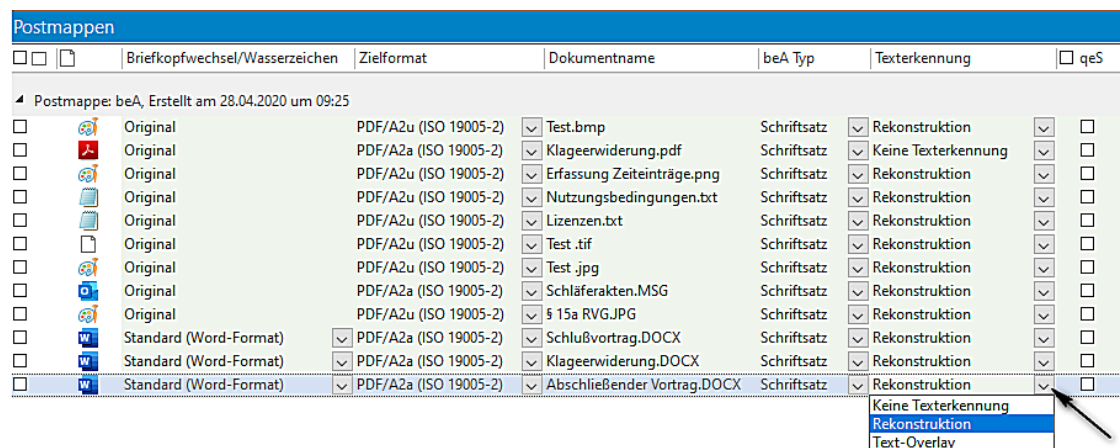 Postmappen
Briefkopfwechsel/Wasserzeichen Zielformat Dokumentname beA Typ Texterkennung qeS
Postmappe: beA, Erstellt am 28.04.2020 um 09:25
Original PDF/A2u (ISO 19005-2) Test.bmp Schriftsatz Rekonstruktion
Original PDF/A2a (ISO 19005-2) Klageerwiderung.pdf Schriftsatz Keine Texterkennung
Original PDF/A2u (ISO 19005-2) Erfassung Zeiteinträge.png Schriftsatz Rekonstruktion
Original PDF/A2u (ISO 19005-2) Nutzungsbedingungen.txt Schriftsatz Rekonstruktion
Original PDF/A2u (ISO 19005-2) Lizenzen.txt Schriftsatz Rekonstruktion
Original PDF/A2u (ISO 19005-2) Test .tif Schriftsatz Rekonstruktion
Original PDF/A2u (ISO 19005-2) Test .jpg Schriftsatz Rekonstruktion
Original PDF/A2a (ISO 19005-2) Schläferakten.MSG Schriftsatz Rekonstruktion
Original PDF/A2u (ISO 19005-2) § 15a RVG.JPG Schriftsatz Rekonstruktion
Standard (Word-Format) PDF/A2a (ISO 19005-2) Schlußvortrag.DOCX Schriftsatz Rekonstruktion
Standard (Word-Format) PDF/A2a (ISO 19005-2) Klageerwiderung.DOCX Schriftsatz Rekonstruktion
Standard (Word-Format) PDF/A2a (ISO 19005-2) Abschließender Vortrag.DOCX Schriftsatz Rekonstruktion
Keine Texterkennung
Rekonstruktion
Text-Overlay